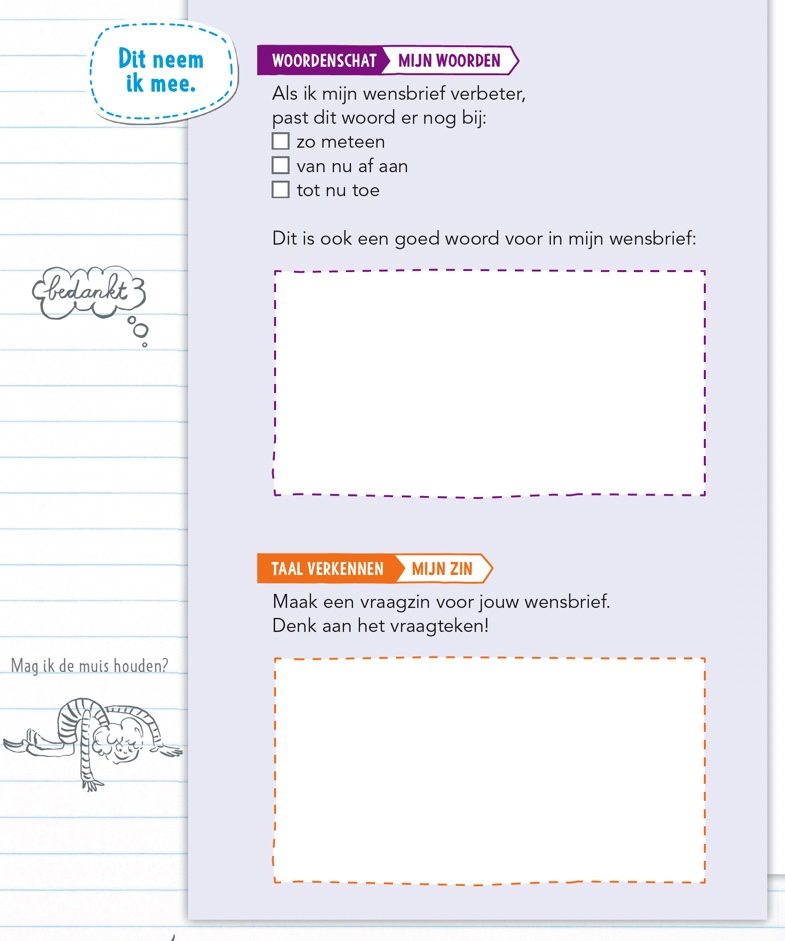 Dit neem
ik mee.
WOORDENSCHAT MIJN WOORDEN
Als ik mijn wensbrief verbeter,
past dit woord er nog bij:
zo meteen
van nu af aan
tot nu toe
Dit is ook een goed woord voor in mijn wensbrief:
bedankt
TAAL VERKENNEN MIJN ZIN
Maak een vraagzin voor jouw wensbrief.
Denk aan het vraagteken!
Mag ik de muis houden?